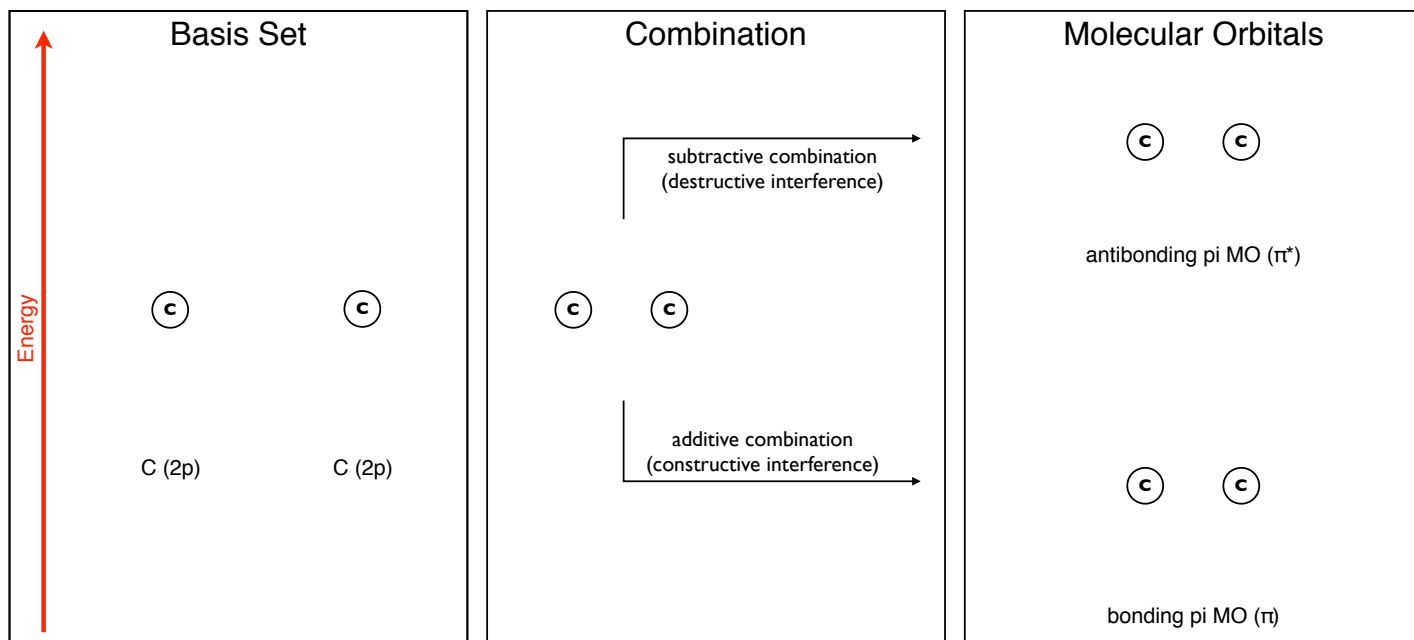 Basis Set
Energy
C
C
C (2p)
C (2p)
Combination
subtractive combination
(destructive interference)
C
C
additive combination
(constructive interference)
Molecular Orbitals
C
C
antibonding pi MO (π*)
C
C
bonding pi MO (π)